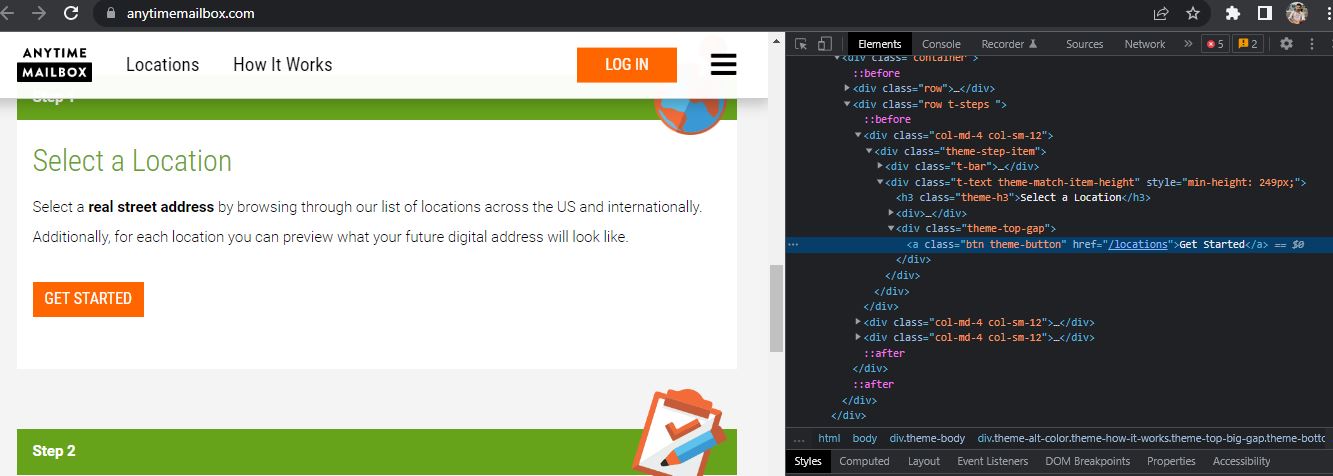 anytimemailbox.com
ANYTIME
MAILBOX
Locations
How It Works
LOG IN
Step 1
Select a Location
Select a real street address by browsing through our list of locations across the US and internationally.
Additionally, for each location you can preview what your future digital address will look like.
GET STARTED
Step 2
Elements
Console
Recorder
Sources
Network
»
5
2
<div class="container">
::before
<div class="row">…</div>
<div class="row t-steps ">
::before
<div class="col-md-4 col-sm-12">
<div class="theme-step-item">
<div class="t-bar">…</div>
<div class="t-text theme-match-item-height" style="min-height: 249px;">
<h3 class="theme-h3">Select a Location</h3>
<div>…</div>
<div class="theme-top-gap">
<a class="btn theme-button" href="/locations">Get Started</a> == $0
</div>
</div>
</div>
</div>
<div class="col-md-4 col-sm-12">…</div>
<div class="col-md-4 col-sm-12">…</div>
::after
</div>
::after
</div>
</div>
... html body div.theme-body div.theme-alt-color.theme-how-it-works.theme-top-big-gap.theme-botto
Styles Computed Layout Event Listeners DOM Breakpoints Properties Accessibility